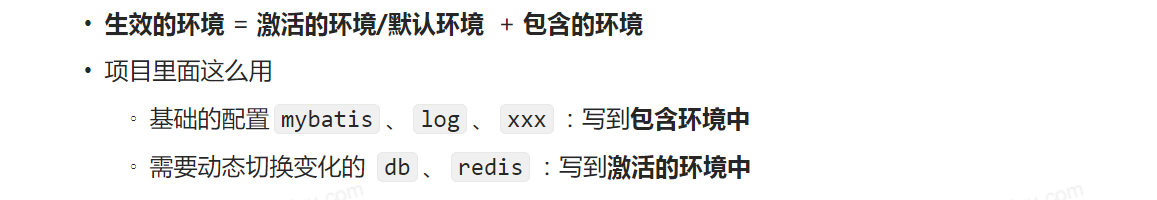 • 生效的环境 = 激活的环境/默认环境 + 包含的环境
• 项目里面这么用
◦ 基础的配置 mybatis 、 log 、 xxx ：写到包含环境中
◦ 需要动态切换变化的 db 、 redis ：写到激活的环境中